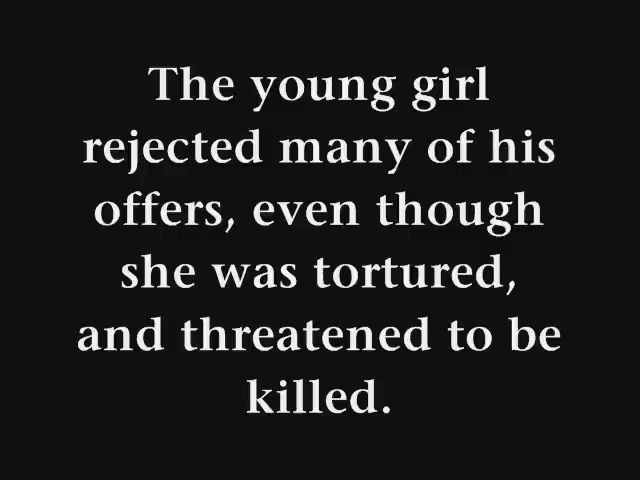 The young girl
rejected many of his
offers, even though
she was tortured,
and threatened to be
killed.